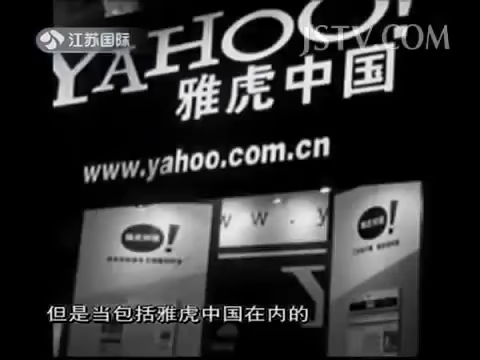 江苏国际
JSTV.COM
YAHOO!
雅虎中国
www.yahoo.com.cn
w w . y
Y
但是当包括雅虎中国在内的